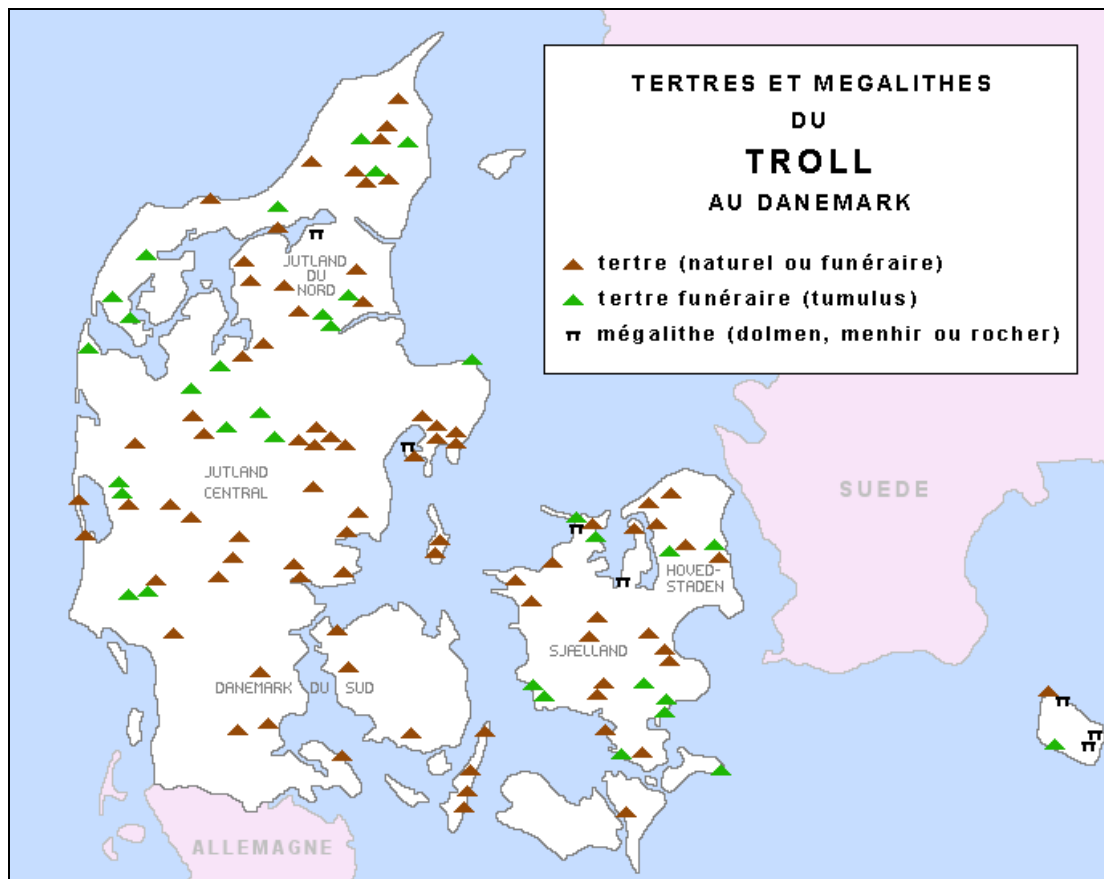 TERTRES ET MEGALITHES
DU
TROLL
AU DANEMARK
tertre (naturel ou funéraire)
tertre funéraire (tumulus)
mégalithe (dolmen, menhir ou rocher)
JUTLAND
DU
NORD
JUTLAND
CENTRAL
SUEDE
HOVED-
STADEN
SJÆLLAND
DANEMARK DU SUD
ALLEMAGNE